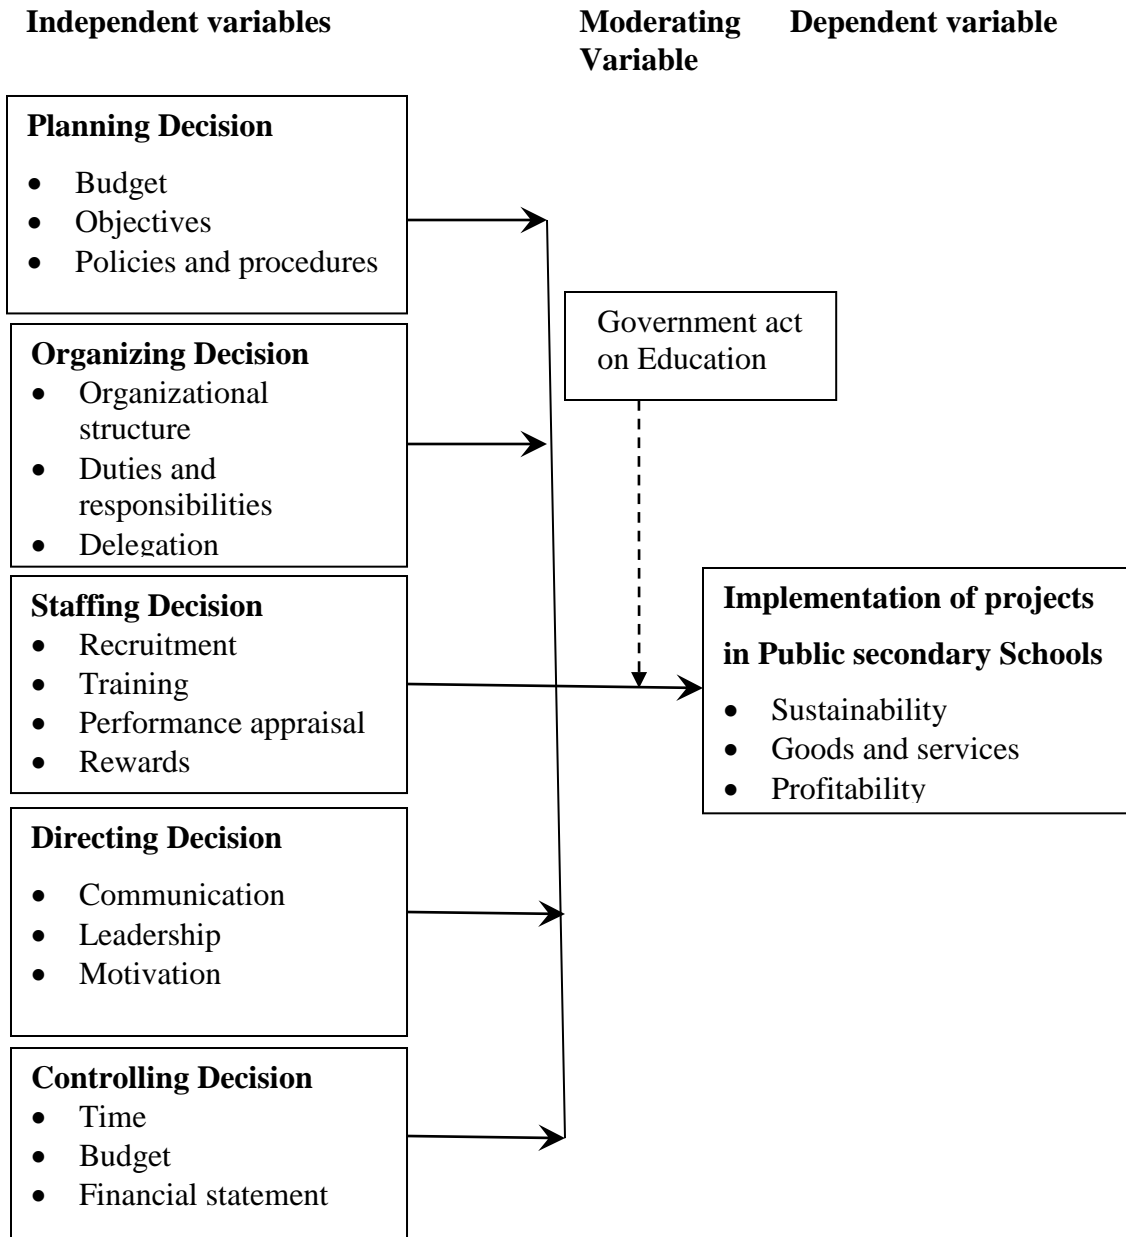 Independent variables
Moderating
Variable
Dependent variable
Planning Decision
• Budget
• Objectives
• Policies and procedures
Organizing Decision
• Organizational
structure
• Duties and
responsibilities
• Delegation
Staffing Decision
• Recruitment
• Training
• Performance appraisal
• Rewards
Directing Decision
• Communication
• Leadership
• Motivation
Controlling Decision
• Time
• Budget
• Financial statement
Government act
on Education
Implementation of projects
in Public secondary Schools
• Sustainability
• Goods and services
• Profitability